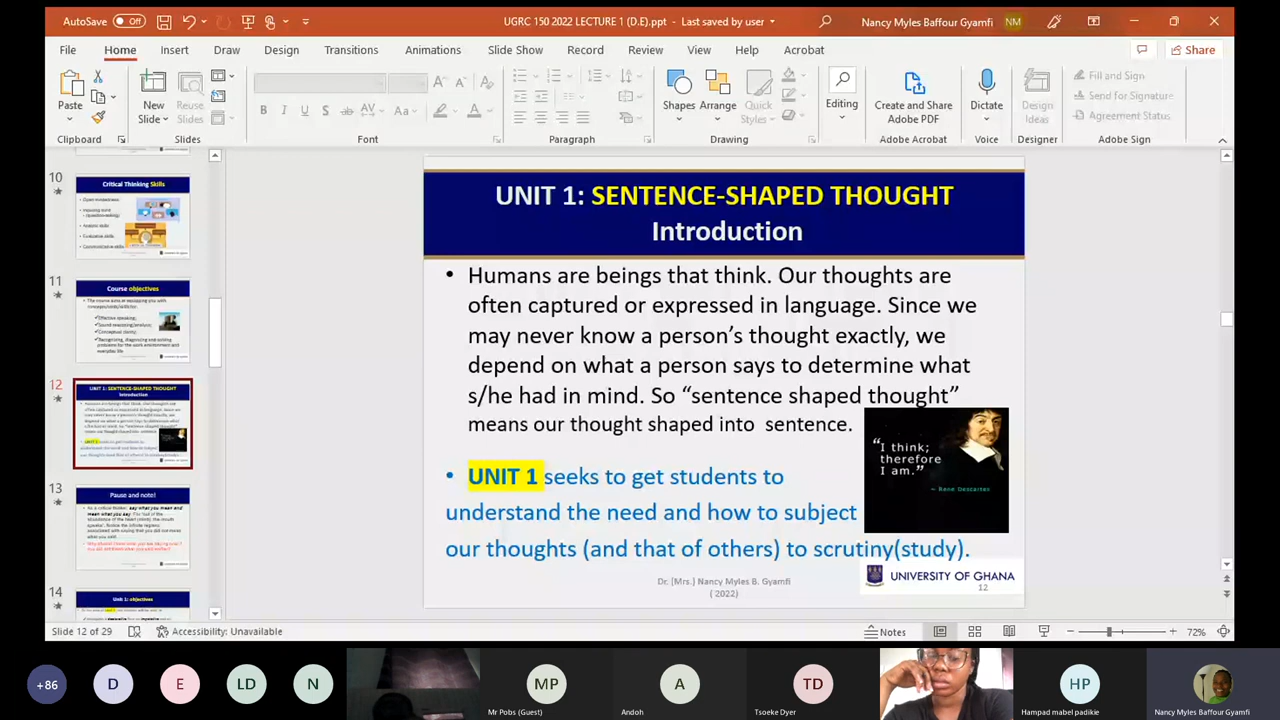 AutoSave Off UGRC 150 2022 LECTURE 1 (D.E).ppt • Last saved by user Nancy Myles Baffour Gyamfi NM
File Home Insert Draw Design Transitions Animations Slide Show Record Review View Help Acrobat Share
Paste
Clipboard
New Slide
Reuse Slides
Slides
B I U S ab AV Aa A
Font
Paragraph
Shapes
Arrange
Quick Styles
Drawing
Editing
Create and Share Adobe PDF
Adobe Acrobat
Dictate
Voice
Design Ideas
Designer
Fill and Sign
Send for Signature
Agreement Status
Adobe Sign
10
Critical Thinking Skills
11
Course objectives
12
UNIT 1: SENTENCE-SHAPED THOUGHT
Introduction
13
Pause and note!
14
Unit 1: objectives
UNIT 1: SENTENCE-SHAPED THOUGHT
Introduction
• Humans are beings that think. Our thoughts are
often captured or expressed in language. Since we
may never know a person's thought exactly, we
depend on what a person says to determine what
s/he has in mind. So “sentence shaped thought”
means our thought shaped into
• UNIT 1 seeks to get students to
understand the need and how to subject
our thoughts (and that of others) to scrutiny(study).
“I think;
therefore
I am.”
— Rene Descartes
Dr. (Mrs.) Nancy Myles B. Gyamfi
( 2022)
UNIVERSITY OF GHANA
12
Slide 12 of 29 Accessibility: Unavailable Notes 72%
+86 D E LD N MP A TD HP
Mr Pobs (Guest) Andoh Tsoeke Dyer Hampad mabel padikie Nancy Myles Baffour Gyamfi